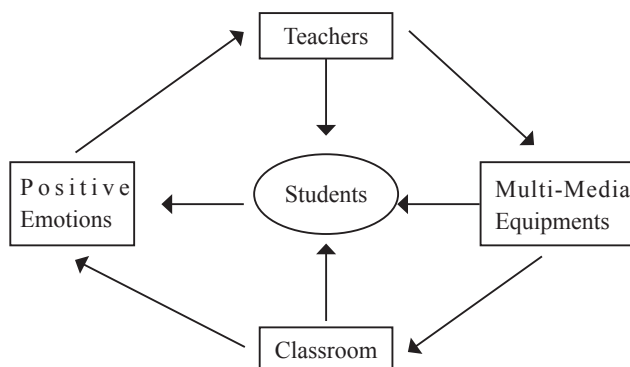 Teachers
Positive
Emotions
Students
Multi-Media
Equipments
Classroom